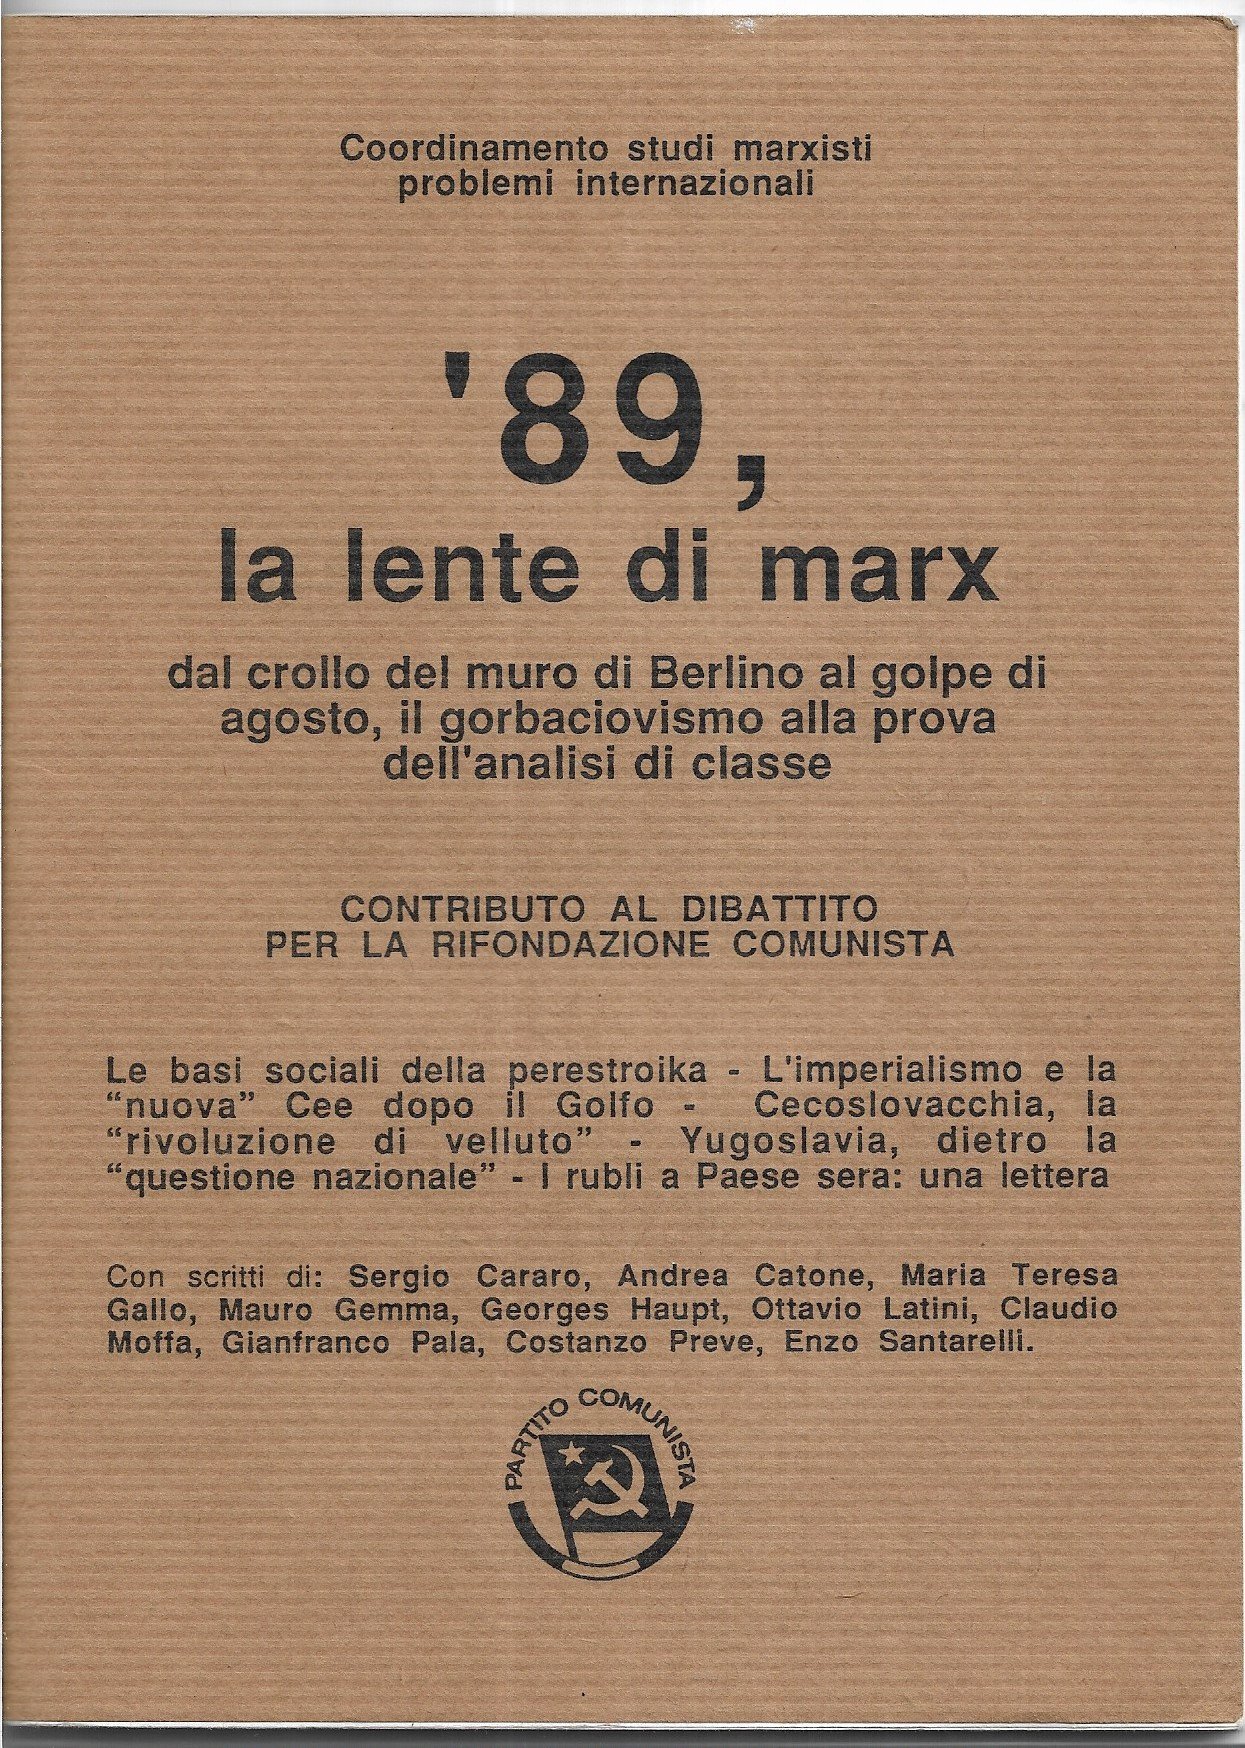 Coordinamento studi marxisti
problemi internazionali
'89,
la lente di marx
dal crollo del muro di Berlino al golpe di
agosto, il gorbaciovismo alla prova
dell'analisi di classe
CONTRIBUTO AL DIBATTITO
PER LA RIFONDAZIONE COMUNISTA
Le basi sociali della perestroika - L'imperialismo e la
“nuova” Cee dopo il Golfo - Cecoslovacchia, la
“rivoluzione di velluto” - Yugoslavia, dietro la
“questione nazionale” - I rubli a Paese sera: una lettera
Con scritti di: Sergio Cararo, Andrea Catone, Maria Teresa
Gallo, Mauro Gemma, Georges Haupt, Ottavio Latini, Claudio
Moffa, Gianfranco Pala, Costanzo Preve, Enzo Santarelli.
PARTITO COMUNISTA